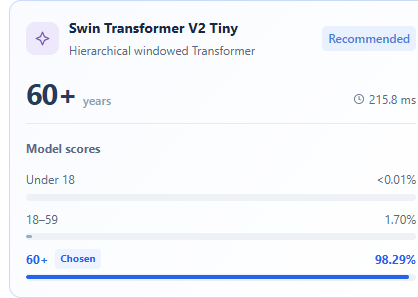 Swin Transformer V2 Tiny
Recommended
Hierarchical windowed Transformer
60+ years
215.8 ms
Model scores
Under 18 <0.01%
18–59 1.70%
60+ Chosen 98.29%